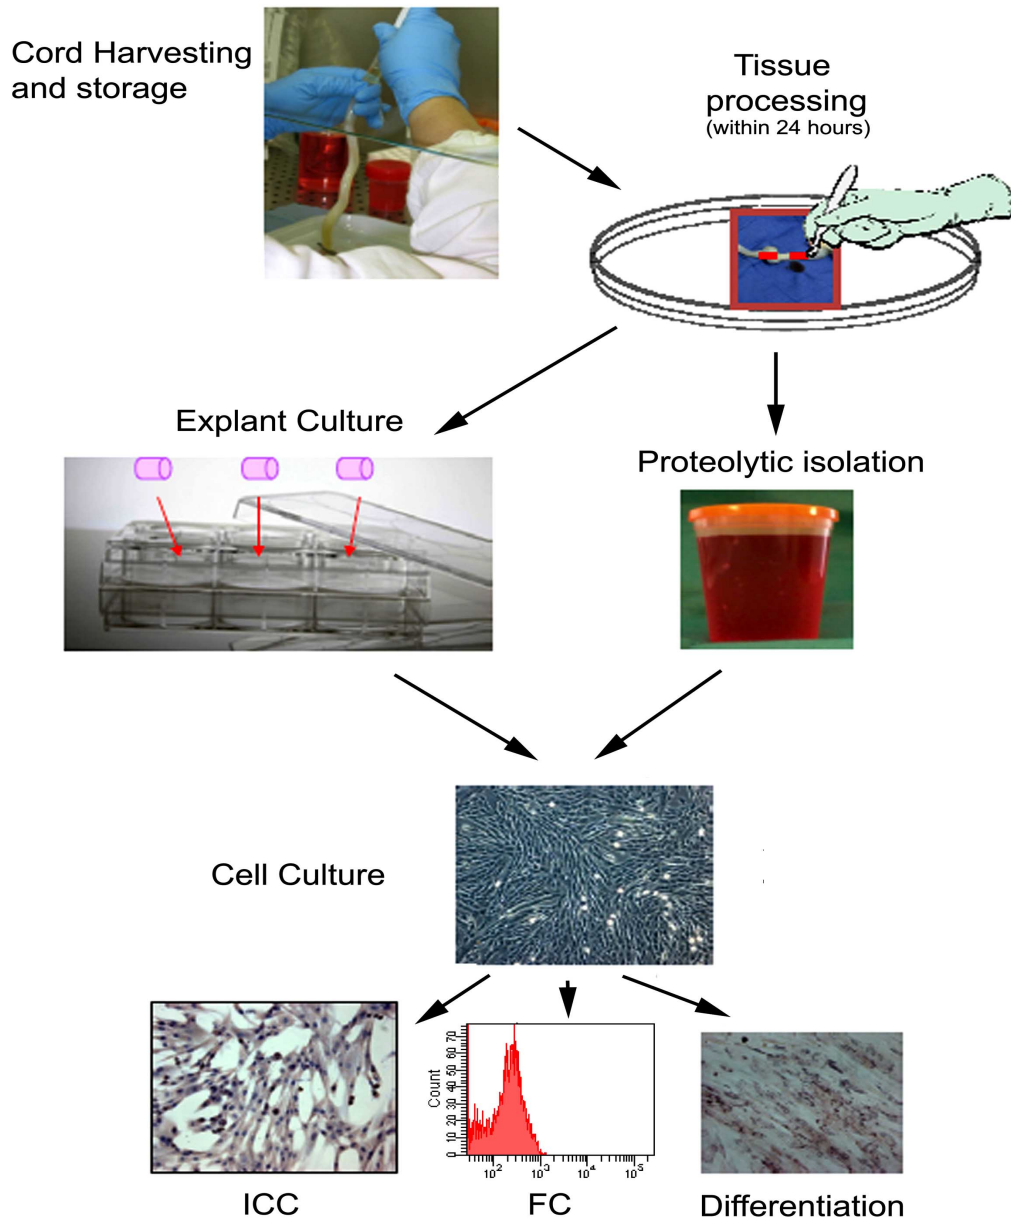 Cord Harvesting
and storage
Tissue
processing
(within 24 hours)
Explant Culture
Proteolytic isolation
Cell Culture
Count
70
60
50
40
30
20
10
0
10²
10³
10⁴
10⁵
ICC
FC
Differentiation